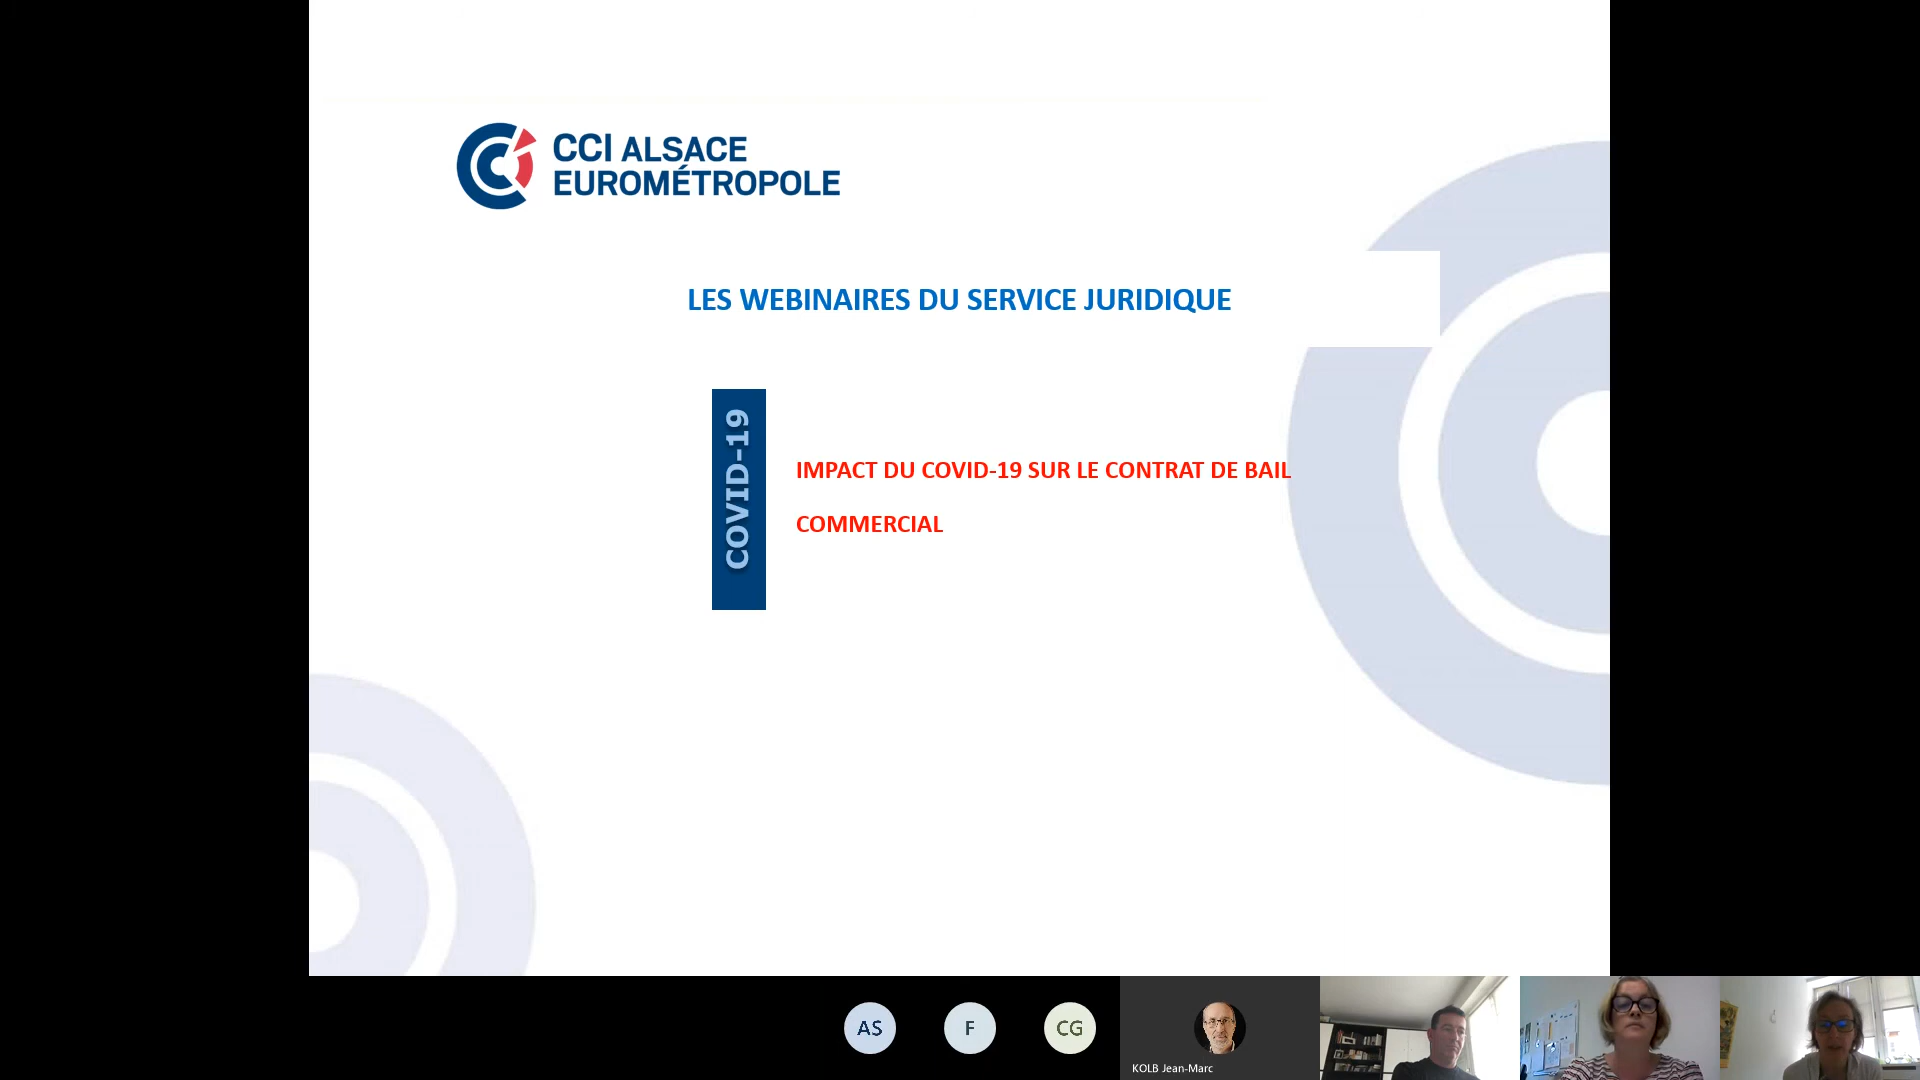 CCI ALSACE
EUROMÉTROPOLE
LES WEBINAIRES DU SERVICE JURIDIQUE
COVID-19
IMPACT DU COVID-19 SUR LE CONTRAT DE BAIL
COMMERCIAL
AS
F
CG
KOLB Jean-Marc